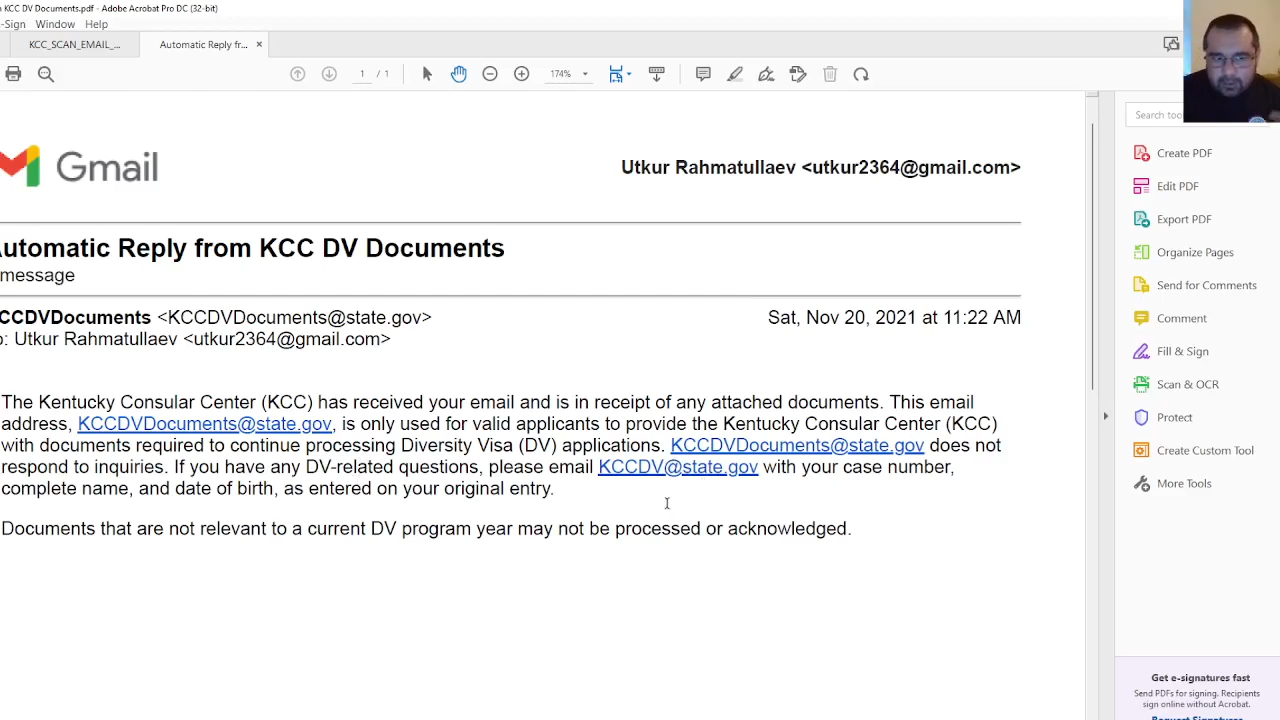 KCC DV Documents.pdf - Adobe Acrobat Pro DC (32-bit)
-Sign Window Help
KCC_SCAN_EMAIL_...
Automatic Reply fr... ×
1 / 1
174%
Search too
Gmail
Utkur Rahmatullaev <utkur2364@gmail.com>
utomatic Reply from KCC DV Documents
message
CCDVDocuments <KCCDVDocuments@state.gov>
Sat, Nov 20, 2021 at 11:22 AM
o: Utkur Rahmatullaev <utkur2364@gmail.com>
The Kentucky Consular Center (KCC) has received your email and is in receipt of any attached documents. This email
address, KCCDVDocuments@state.gov, is only used for valid applicants to provide the Kentucky Consular Center (KCC)
with documents required to continue processing Diversity Visa (DV) applications. KCCDVDocuments@state.gov does not
respond to inquiries. If you have any DV-related questions, please email KCCDV@state.gov with your case number,
complete name, and date of birth, as entered on your original entry.
Documents that are not relevant to a current DV program year may not be processed or acknowledged.
Create PDF
Edit PDF
Export PDF
Organize Pages
Send for Comments
Comment
Fill & Sign
Scan & OCR
Protect
Create Custom Tool
More Tools
Get e-signatures fast
Send PDFs for signing. Recipients
sign online without Acrobat.
Request Signatures